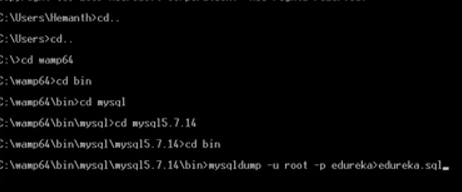 C:\Users\Hemanth>cd..
C:\Users>cd..
C:\>cd wamp64
C:\wamp64>cd bin
C:\wamp64\bin>cd mysql
C:\wamp64\bin\mysql>cd mysql5.7.14
C:\wamp64\bin\mysql\mysql5.7.14>cd bin
C:\wamp64\bin\mysql\mysql5.7.14\bin>mysqldump -u root -p edureka>edureka.sql_